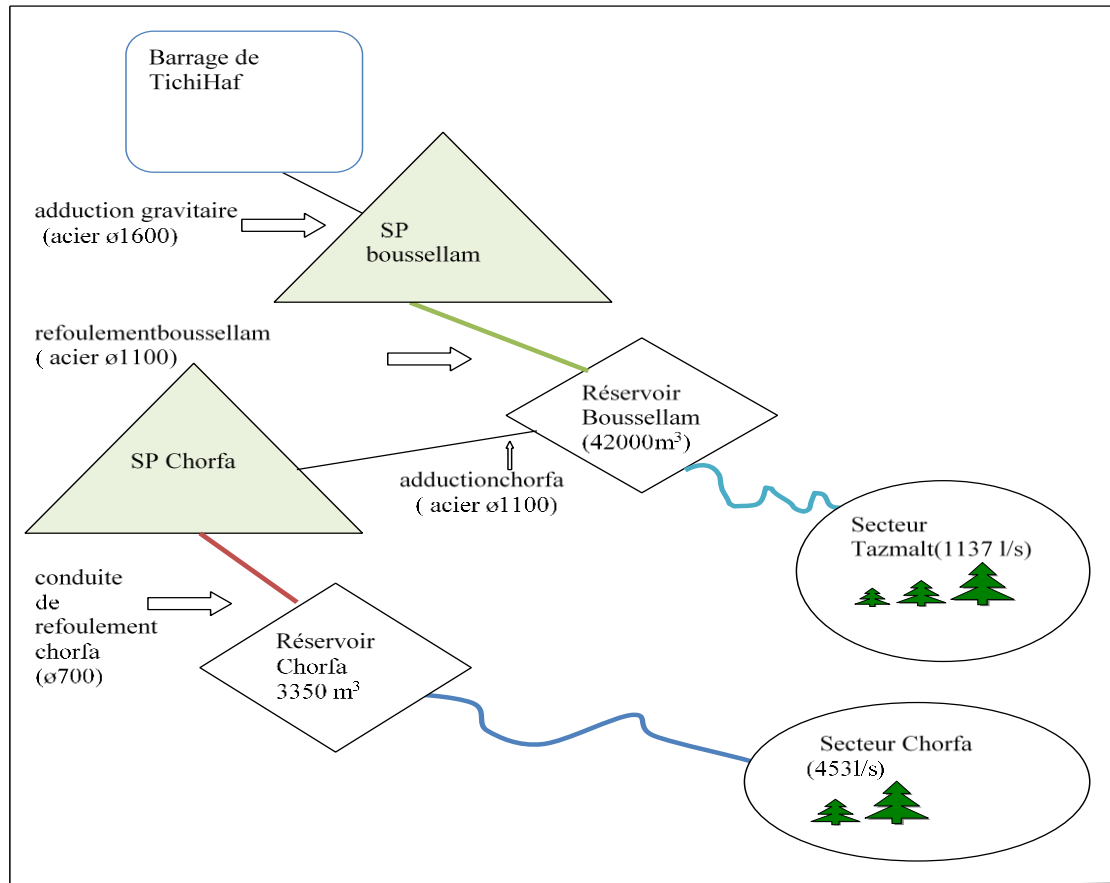 Barrage de
TichiHaf
adduction gravitaire
(acier ø1600)
SP
boussellam
refoulementboussellam
( acier ø1100)
Réservoir
Boussellam
(42000m³)
SP Chorfa
adductionchorfa
( acier ø1100)
Secteur
Tazmalt(1137 l/s)
conduite
de
refoulement
chorfa
(ø700)
Réservoir
Chorfa
3350 m³
Secteur Chorfa
(453l/s)